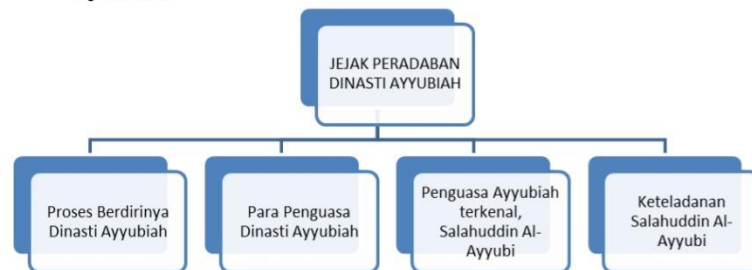 JEJAK PERADABAN
DINASTI AYYUBIAH
Proses Berdirinya
Dinasti Ayyubiah
Para Penguasa
Dinasti Ayyubiah
Penguasa Ayyubiah
terkenal,
Salahuddin Al-
Ayyubi
Keteladanan
Salahuddin Al-
Ayyubi